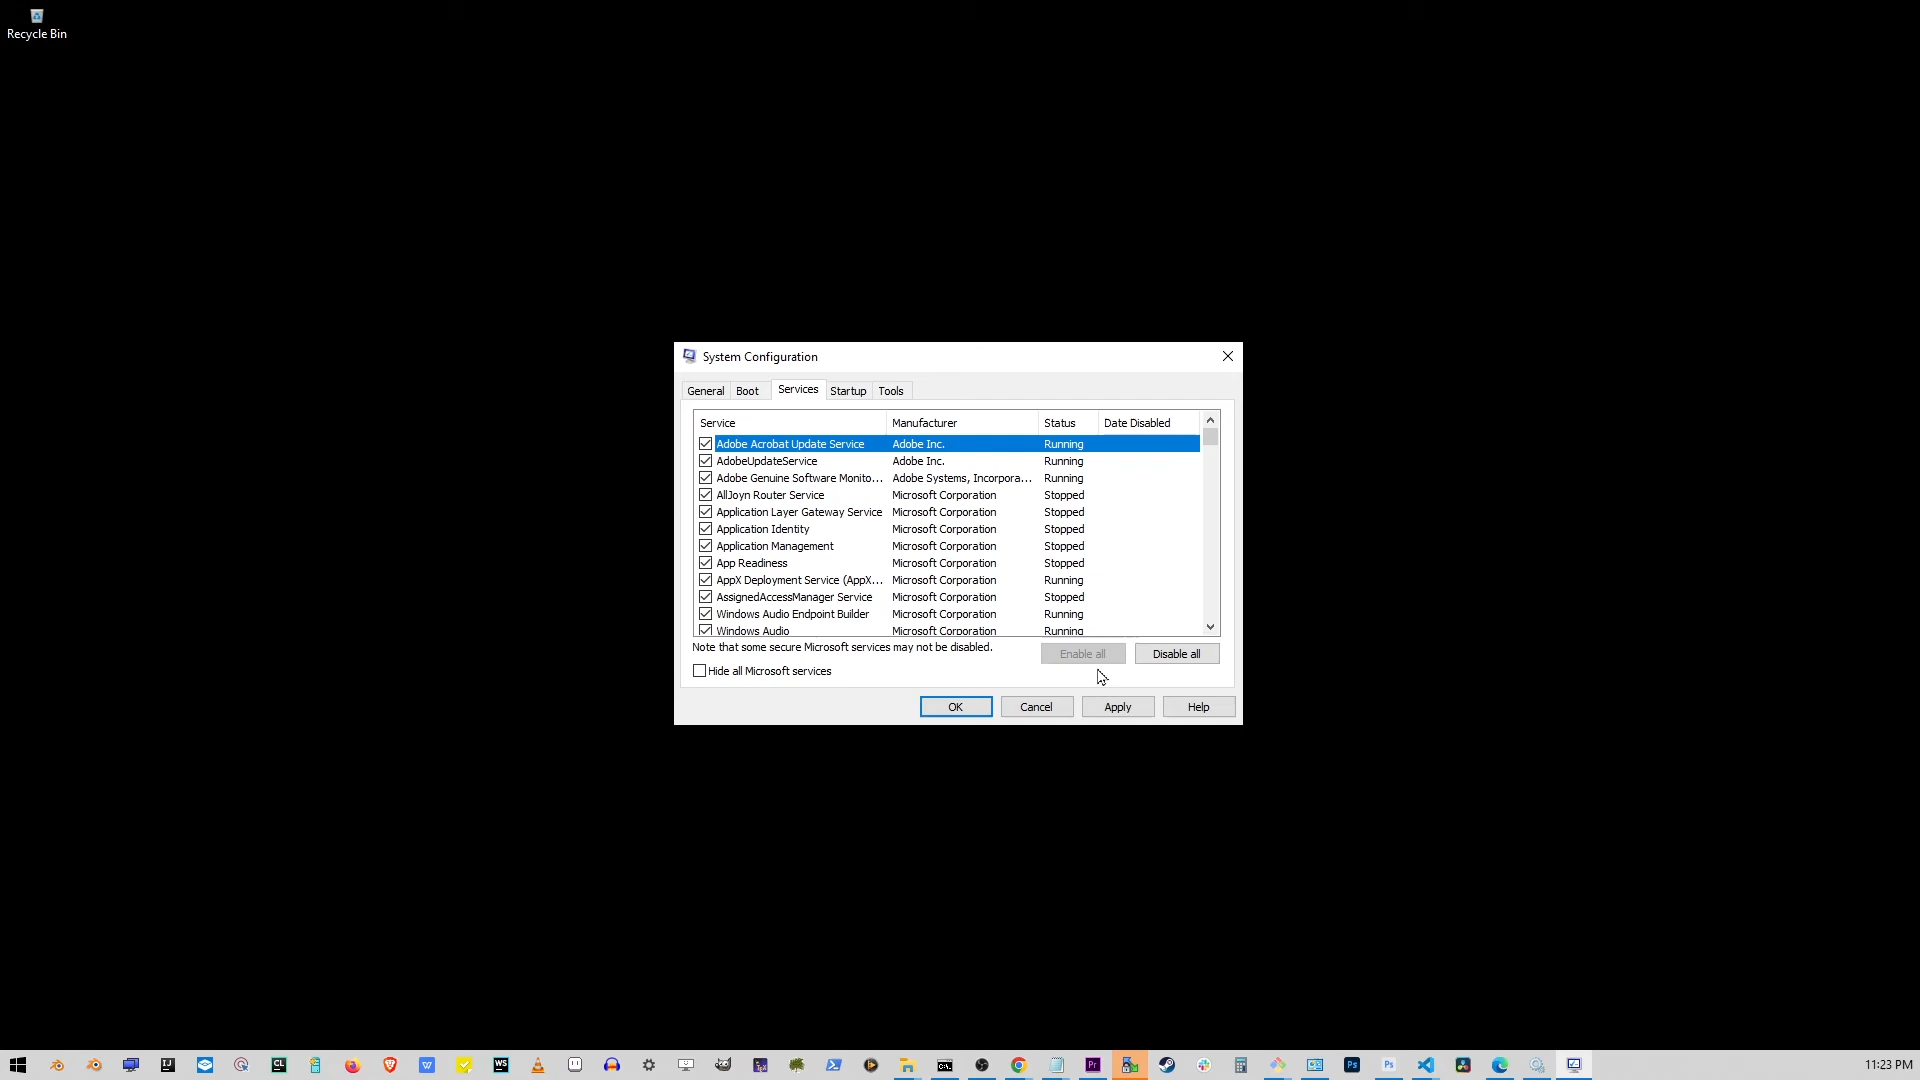 Recycle Bin
System Configuration
General Boot Services Startup Tools
Service Manufacturer Status Date Disabled
Adobe Acrobat Update Service Adobe Inc. Running
AdobeUpdateService Adobe Inc. Running
Adobe Genuine Software Monito... Adobe Systems, Incorpora... Running
AllJoyn Router Service Microsoft Corporation Stopped
Application Layer Gateway Service Microsoft Corporation Stopped
Application Identity Microsoft Corporation Stopped
Application Management Microsoft Corporation Stopped
App Readiness Microsoft Corporation Stopped
AppX Deployment Service (AppX... Microsoft Corporation Running
AssignedAccessManager Service Microsoft Corporation Stopped
Windows Audio Endpoint Builder Microsoft Corporation Running
Windows Audio Microsoft Corporation Running
Note that some secure Microsoft services may not be disabled.
Enable all Disable all
Hide all Microsoft services
OK Cancel Apply Help
11:23 PM